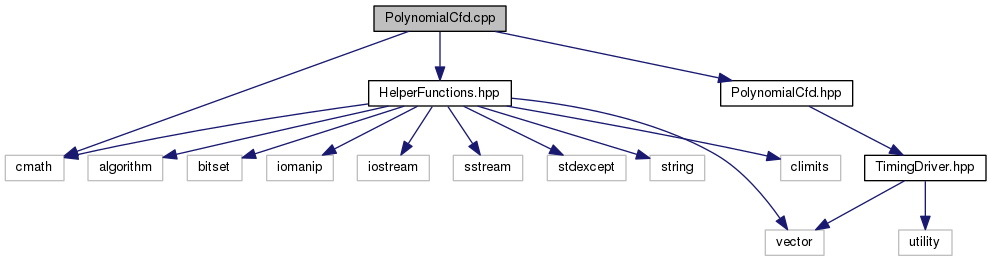 PolynomialCfd.cpp
HelperFunctions.hpp
PolynomialCfd.hpp
cmath
algorithm
bitset
iomanip
iostream
sstream
stdexcept
string
climits
TimingDriver.hpp
vector
utility